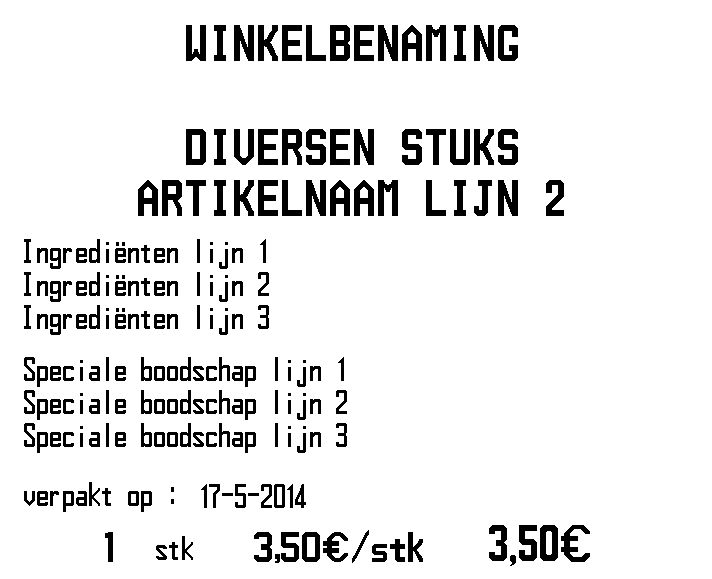 WINKELBENAMING
DIVERSEN STUKS
ARTIKELNAAM LIJN 2
Ingrediënten lijn 1
Ingrediënten lijn 2
Ingrediënten lijn 3
Speciale boodschap lijn 1
Speciale boodschap lijn 2
Speciale boodschap lijn 3
verpakt op : 17-5-2014
1 stk 3,50€/stk 3,50€